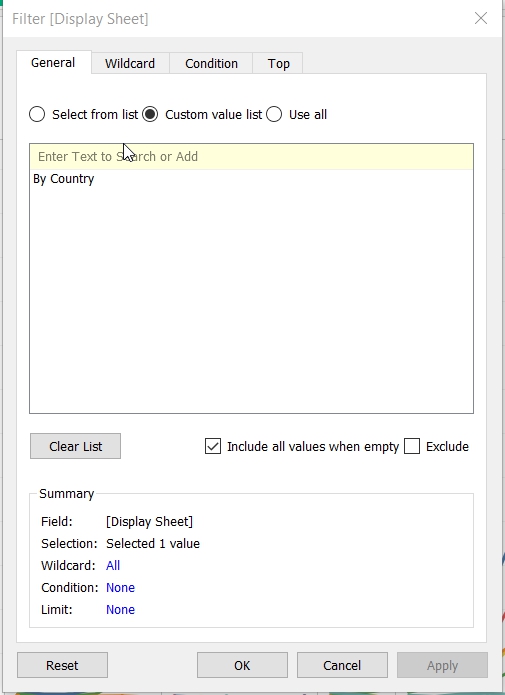 Filter [Display Sheet]
General Wildcard Condition Top
Select from list Custom value list Use all
Enter Text to Search or Add
By Country
Clear List Include all values when empty Exclude
Summary
Field: [Display Sheet]
Selection: Selected 1 value
Wildcard: All
Condition: None
Limit: None
Reset OK Cancel Apply